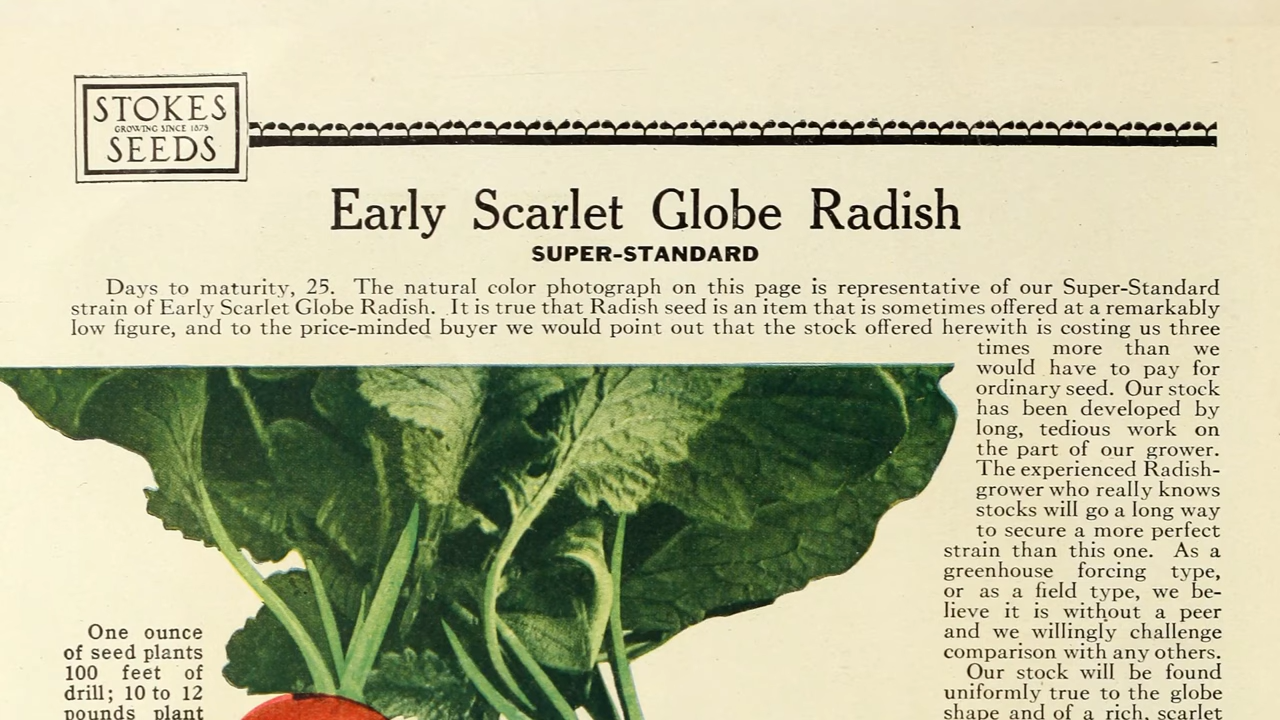 STOKES
GROWING SINCE 1879
SEEDS
Early Scarlet Globe Radish
SUPER-STANDARD
Days to maturity, 25. The natural color photograph on this page is representative of our Super-Standard
strain of Early Scarlet Globe Radish. It is true that Radish seed is an item that is sometimes offered at a remarkably
low figure, and to the price-minded buyer we would point out that the stock offered herewith is costing us three
times more than we
would have to pay for
ordinary seed. Our stock
has been developed by
long, tedious work on
the part of our grower.
The experienced Radish-
grower who really knows
stocks will go a long way
to secure a more perfect
strain than this one. As a
greenhouse forcing type,
or as a field type, we be-
lieve it is without a peer
and we willingly challenge
comparison with any others.
Our stock will be found
uniformly true to the globe
shape and of a rich, scarlet
One ounce
of seed plants
100 feet of
drill; 10 to 12
pounds plant